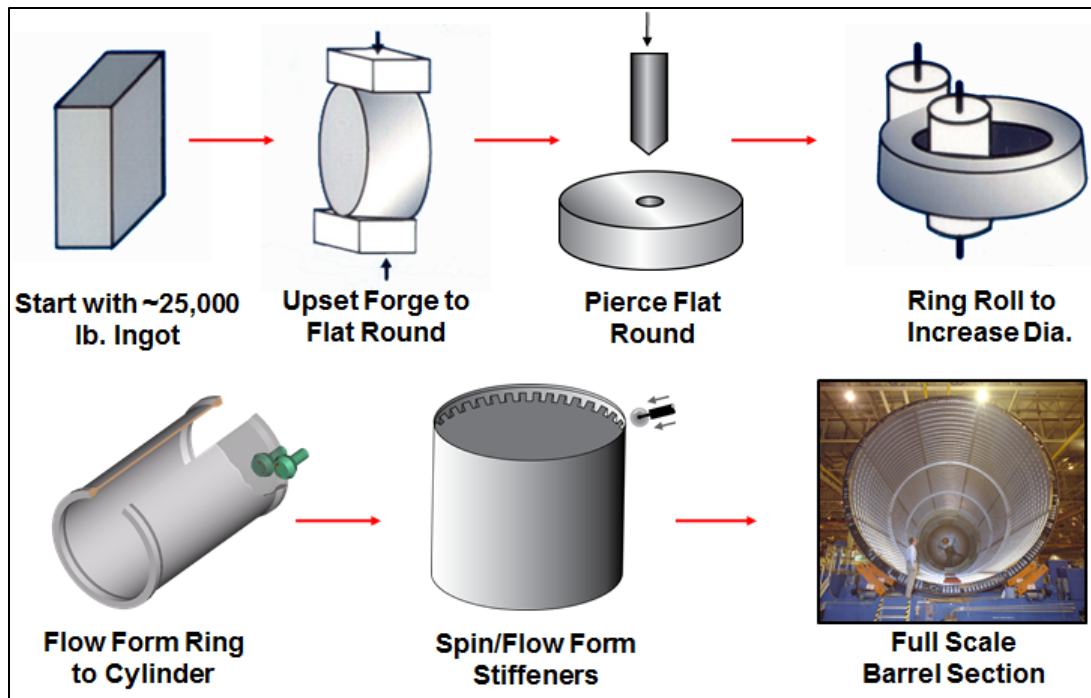 Start with ~25,000
lb. Ingot
Upset Forge to
Flat Round
Pierce Flat
Round
Ring Roll to
Increase Dia.
Flow Form Ring
to Cylinder
Spin/Flow Form
Stiffeners
Full Scale
Barrel Section